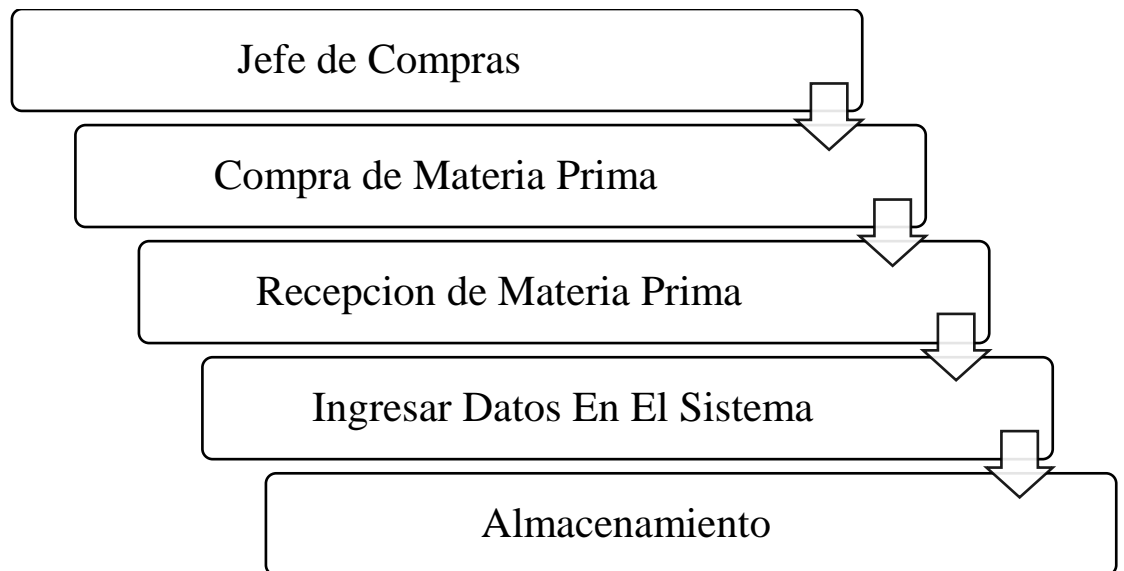 Jefe de Compras
Compra de Materia Prima
Recepcion de Materia Prima
Ingresar Datos En El Sistema
Almacenamiento